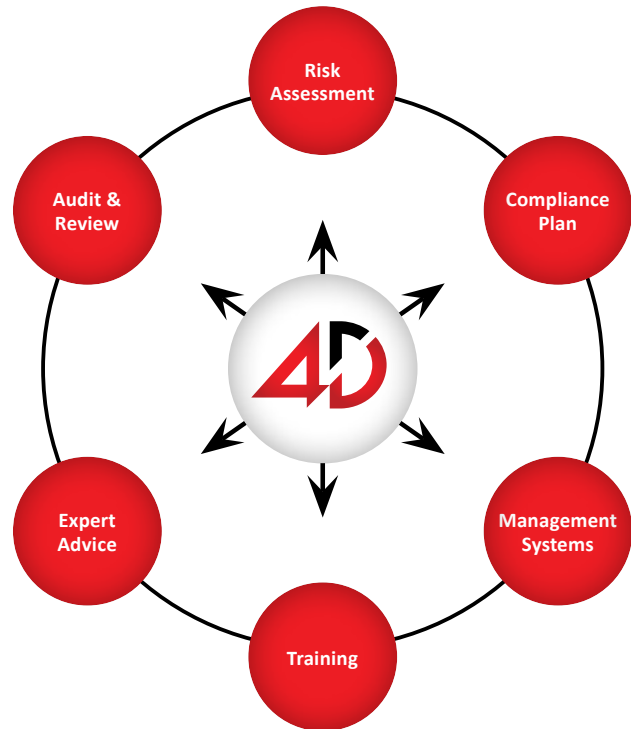 Risk
Assessment
Audit &
Review
Compliance
Plan
4D
Expert
Advice
Management
Systems
Training